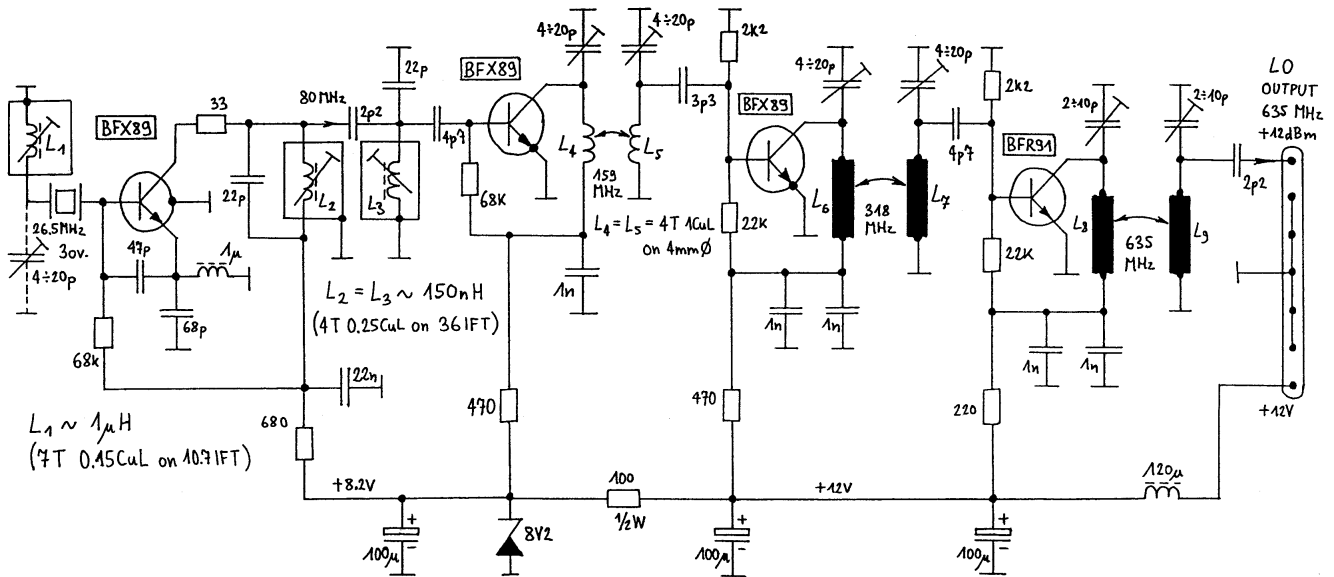 4÷20p
4÷20p
2k2
4÷20p
4÷20p
2k2
2÷10p
2÷10p
LO
OUTPUT
635 MHz
+12dBm
22p
BFX89
33
80MHz
2p2
BFX89
3p3
BFX89
L1
4p7
L4
L5
4p7
BFR91
2p2
26.5MHz
3ov.
22p
L2
L3
68k
159
MHz
22k
L6
318
MHz
L7
22k
L8
635
MHz
L9
4÷20p
47p
1μ
L4 = L5 = 4T 1CuL
on 4mmØ
68p
L2 = L3 ~ 150nH
(4T 0.25CuL on 36IFT)
1n
1n
1n
1n
1n
68k
22n
L1 ~ 1μH
(7T 0.15CuL on 10.7IFT)
680
470
470
220
+12V
+8.2V
100
1/2W
+12V
120μ
+
-
100μ
8V2
+
-
100μ
+
-
100μ